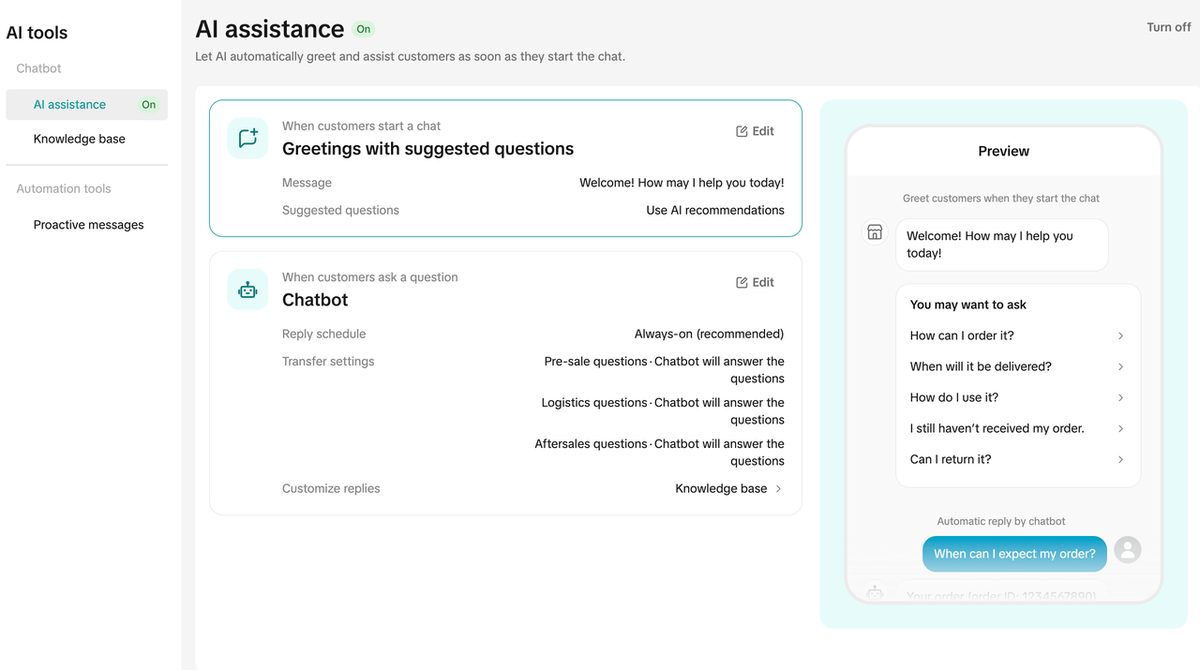 AI tools
Chatbot
AI assistance On
Knowledge base
Automation tools
Proactive messages
AI assistance On
Turn off
Let AI automatically greet and assist customers as soon as they start the chat.
When customers start a chat
Edit
Greetings with suggested questions
Message Welcome! How may I help you today!
Suggested questions Use AI recommendations
When customers ask a question
Edit
Chatbot
Reply schedule Always-on (recommended)
Transfer settings Pre-sale questions · Chatbot will answer the
questions
Logistics questions · Chatbot will answer the
questions
Aftersales questions · Chatbot will answer the
questions
Customize replies Knowledge base
Preview
Greet customers when they start the chat
Welcome! How may I help you
today!
You may want to ask
How can I order it?
When will it be delivered?
How do I use it?
I still haven’t received my order.
Can I return it?
Automatic reply by chatbot
When can I expect my order?
Your order (order ID: 1234567890)